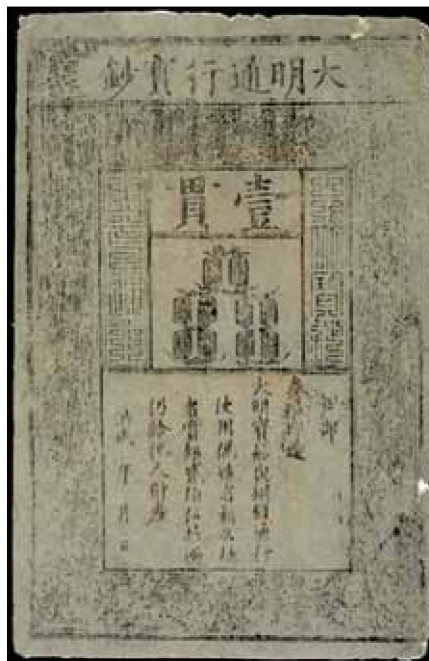 大明通行寶鈔
壹貫
戶部
奏准印造
大明寶鈔與銅錢通行
使用偽造者斬告捕
者賞銀貳伯伍拾兩
仍給犯人財產
洪武 年 月 日